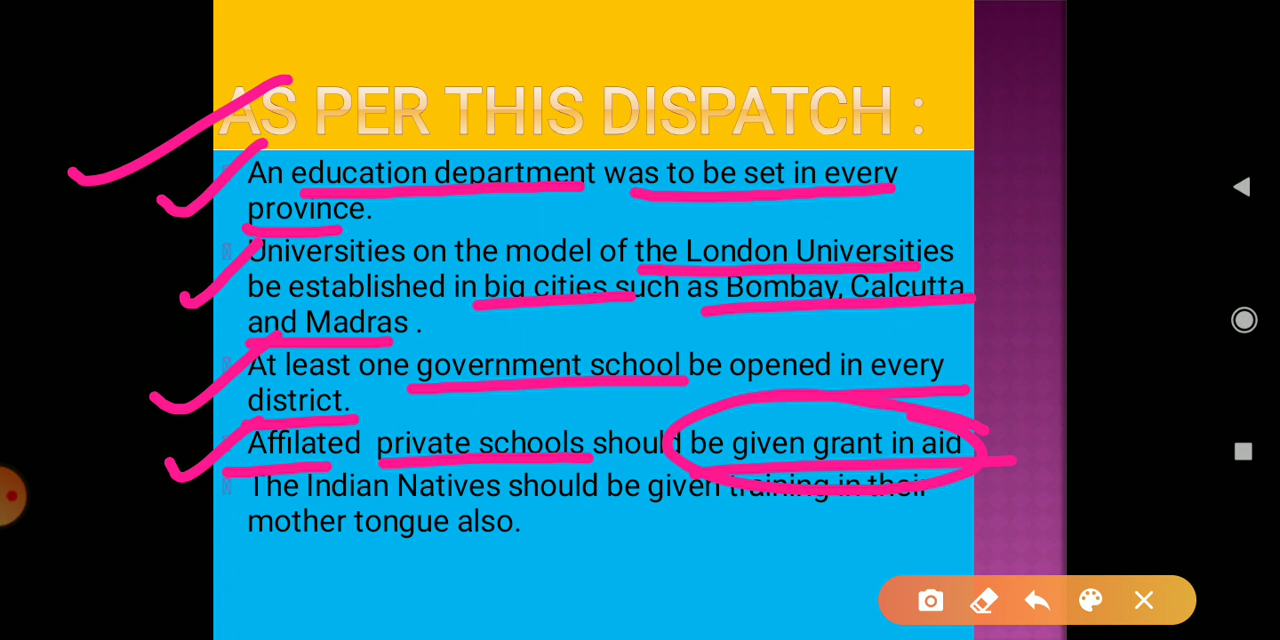 AS PER THIS DISPATCH :
An education department was to be set in every
province.
Universities on the model of the London Universities
be established in big cities such as Bombay, Calcutta
and Madras .
At least one government school be opened in every
district.
Affilated private schools should be given grant in aid
The Indian Natives should be given training in their
mother tongue also.